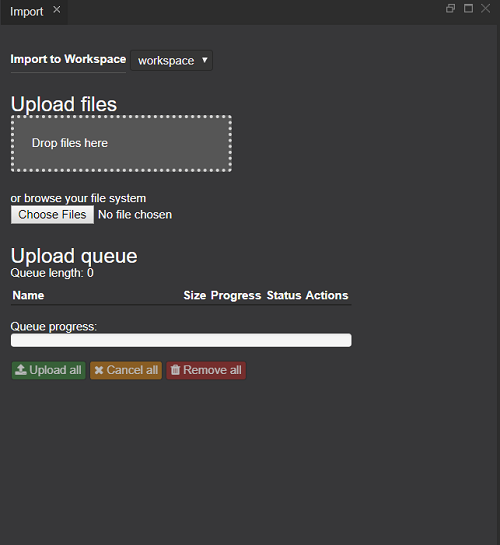 Import
Import to Workspace workspace
Upload files
Drop files here
or browse your file system
Choose Files No file chosen
Upload queue
Queue length: 0
Name Size Progress Status Actions
Queue progress:
Upload all Cancel all Remove all